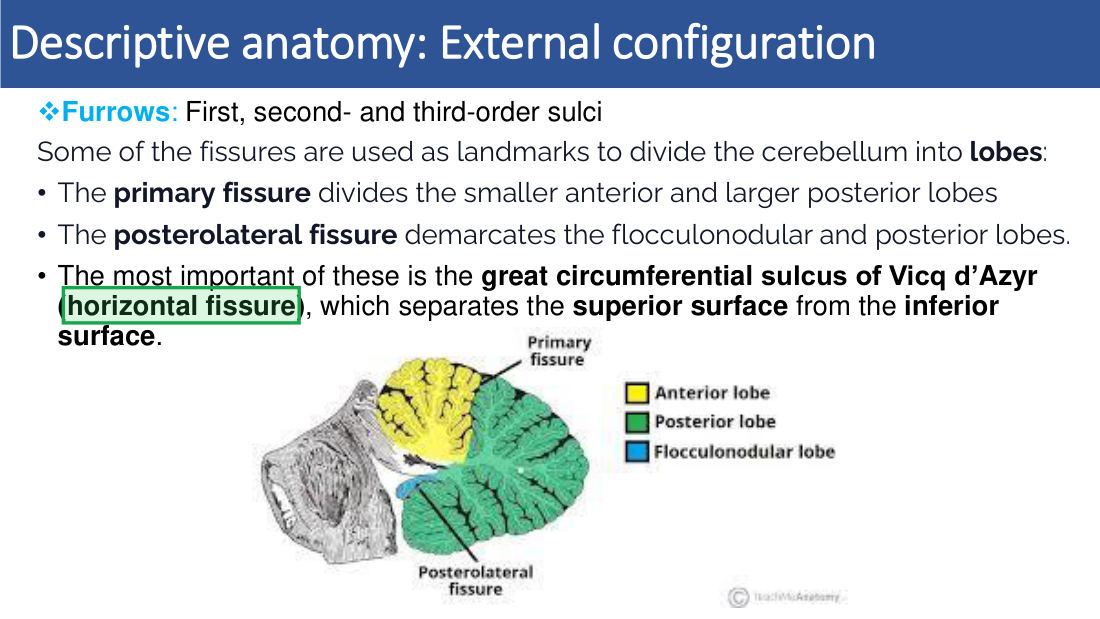 Descriptive anatomy: External configuration
❖Furrows: First, second- and third-order sulci
Some of the fissures are used as landmarks to divide the cerebellum into lobes:
• The primary fissure divides the smaller anterior and larger posterior lobes
• The posterolateral fissure demarcates the flocculonodular and posterior lobes.
• The most important of these is the great circumferential sulcus of Vicq d’Azyr
(horizontal fissure), which separates the superior surface from the inferior
surface.
Primary
fissure
Anterior lobe
Posterior lobe
Flocculonodular lobe
Posterolateral
fissure
© TeachMeAnatomy